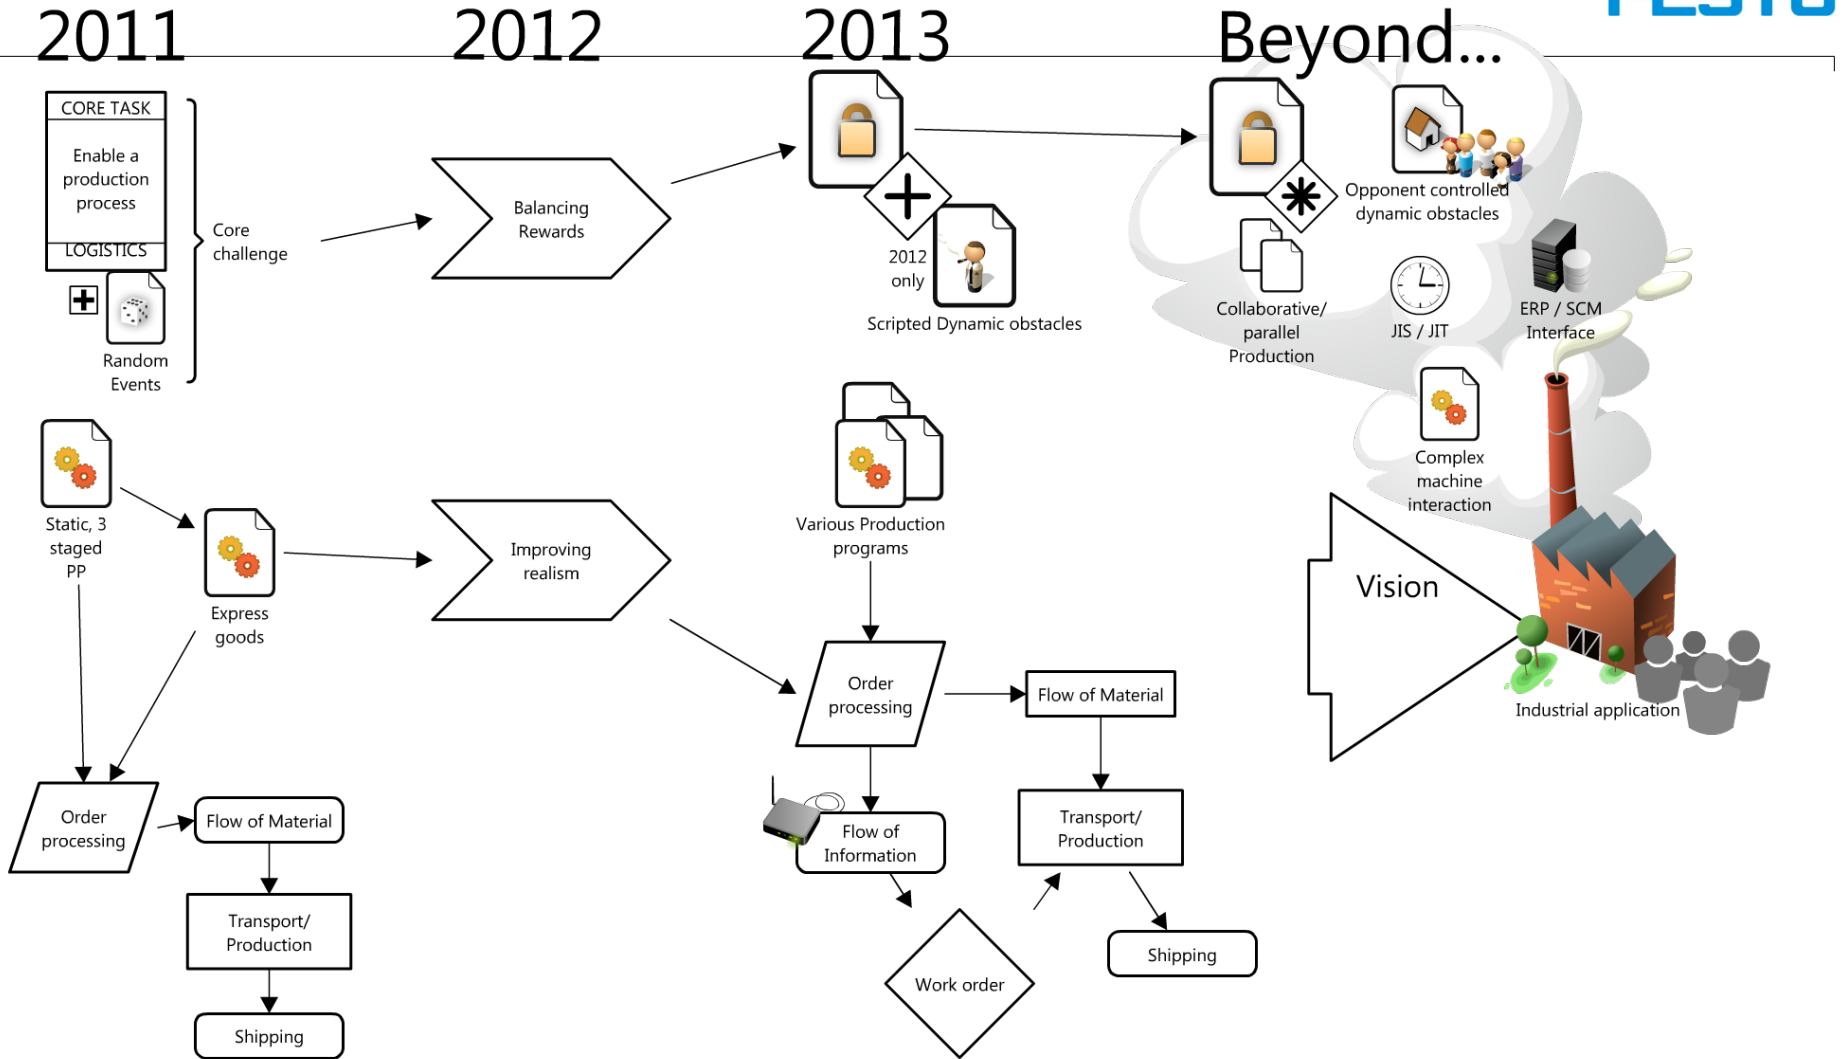 2011
2012
2013
Beyond...
FESTO
CORE TASK
Enable a
production
process
LOGISTICS
Random
Events
Core
challenge
Balancing
Rewards
2012
only
Scripted Dynamic obstacles
Opponent controlled
dynamic obstacles
Collaborative/
parallel
Production
JIS / JIT
ERP / SCM
Interface
Complex
machine
interaction
Static, 3
staged
PP
Express
goods
Improving
realism
Various Production
programs
Vision
Industrial application
Order
processing
Flow of Material
Transport/
Production
Shipping
Order
processing
Flow of Material
Flow of
Information
Transport/
Production
Work order
Shipping